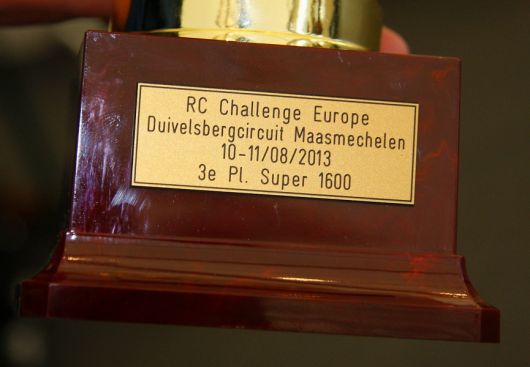 RC Challenge Europe
Duivelsbergcircuit Maasmechelen
10-11/08/2013
3e Pl. Super 1600